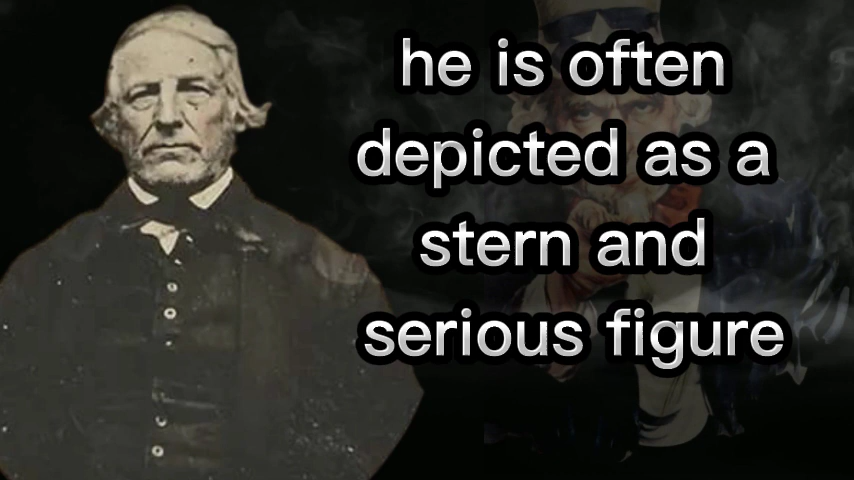 he is often
depicted as a
stern and
serious figure